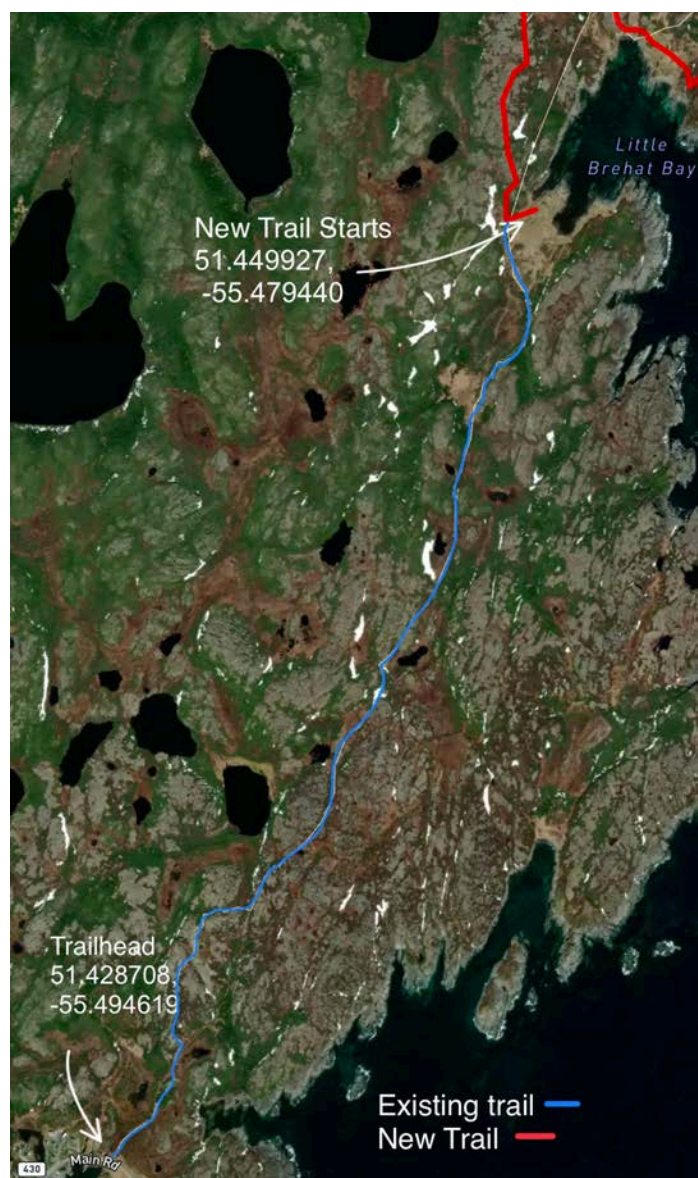 Little
Brehat Bay
New Trail Starts
51.449927,
-55.479440
Trailhead
51.428708,
-55.494619
Existing trail
New Trail
Main Rd
430